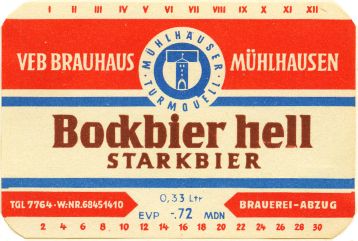 I II III IV V VI VII VIII IX X XI XII
VEB BRAUHAUS MÜHLHAUSEN
MÜHLHÄUSER
TURMQUELL
Bockbier hell
STARKBIER
TGL 7764 · W:NR. 68451410
0,33 Ltr
EVP -.72 MDN
BRAUEREI-ABZUG
2 4 6 8 10 12 14 16 18 20 22 24 26 28 30